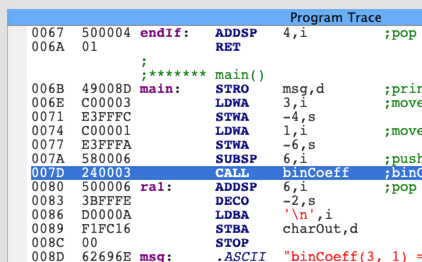 Program Trace
0067 500004 endIf: ADDSP 4,i ;pop
006A 01 RET
;
;******* main()
006B 49008D main: STRO msg,d ;prin
006E C00003 LDWA 3,i ;move
0071 E3FFFC STWA -4,s
0074 C00001 LDWA 1,i ;move
0077 E3FFFA STWA -6,s
007A 580006 SUBSP 6,i ;push
007D 240003 CALL binCoeff ;binC
0080 500006 ra1: ADDSP 6,i ;pop
0083 3BFFFE DECO -2,s
0086 D0000A LDBA '\n',i
0089 F1FC16 STBA charOut,d
008C 00 STOP
008D 62696E msg: .ASCII "binCoeff(3, 1) =